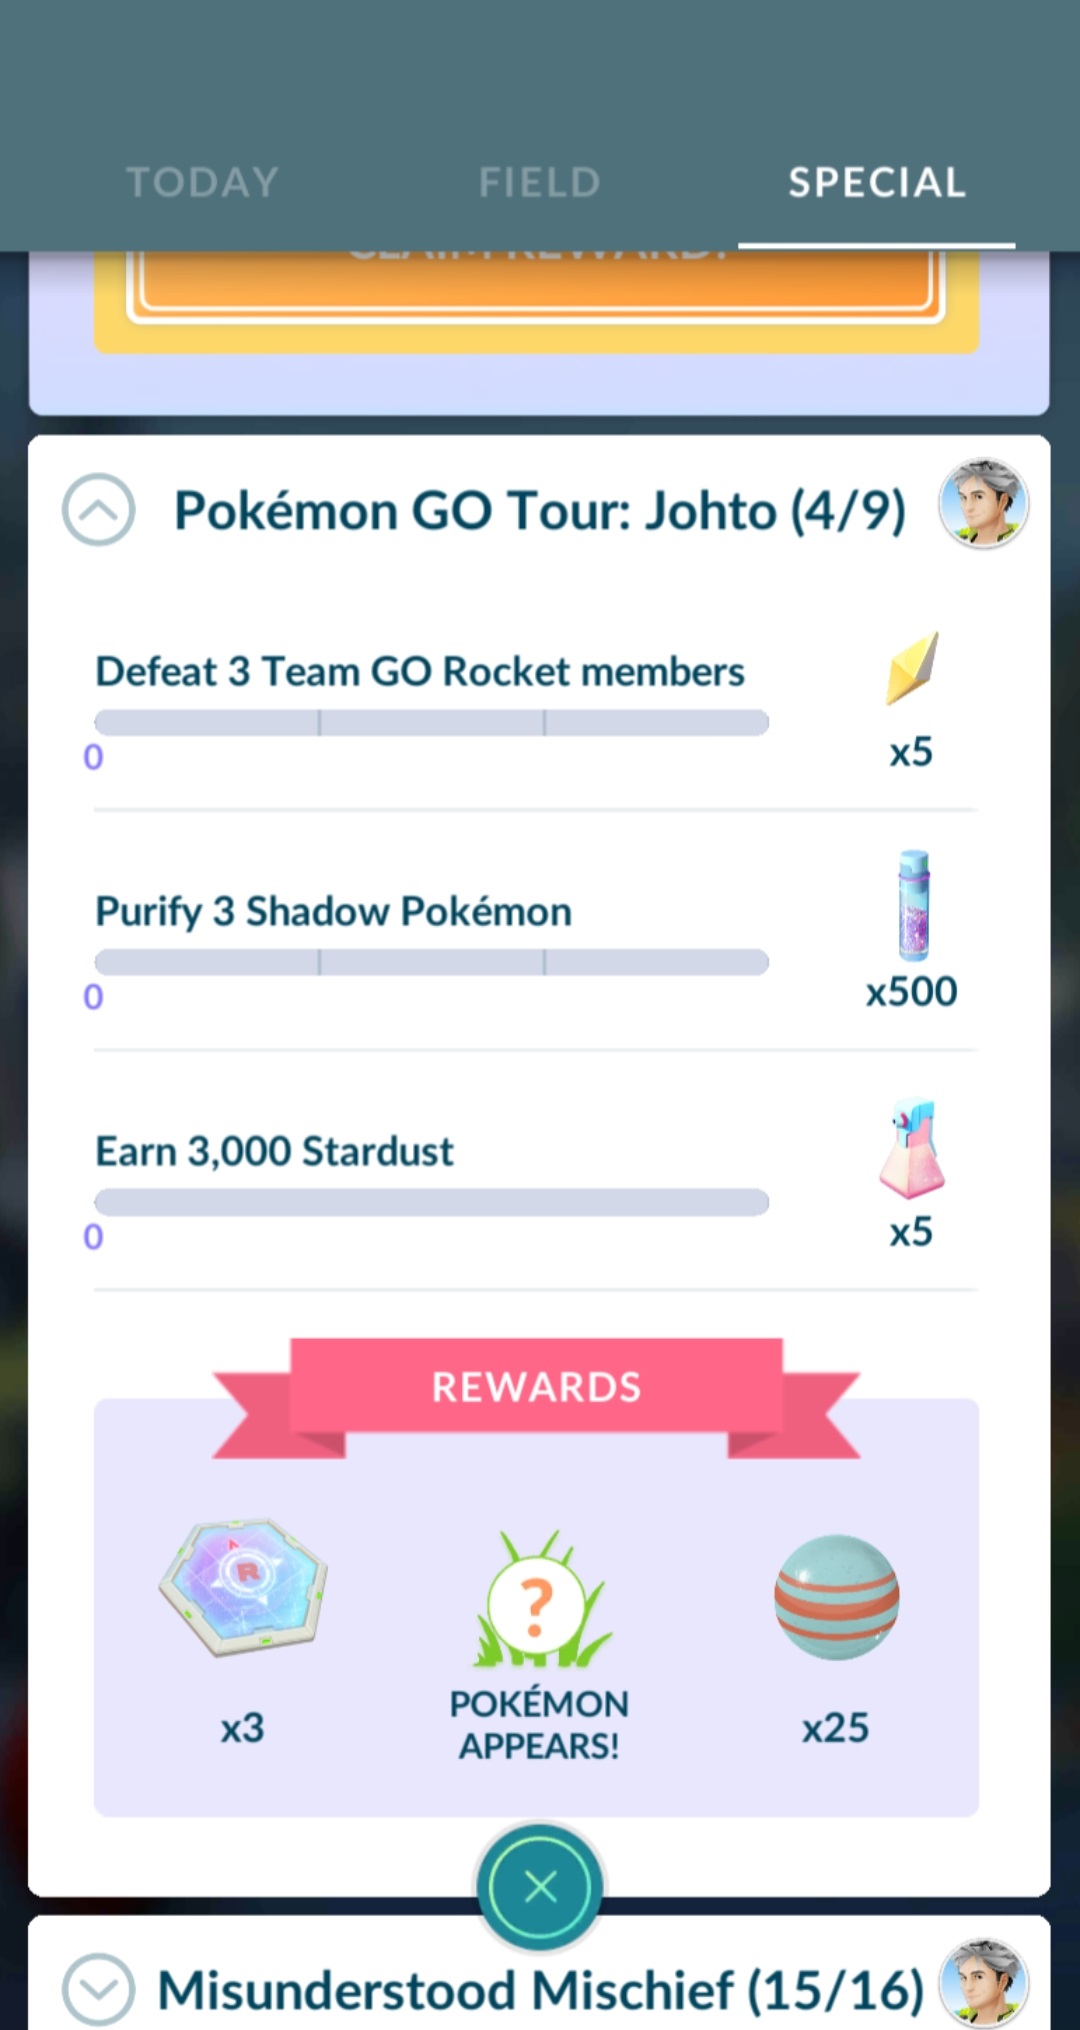 TODAY
FIELD
SPECIAL
CLAIM REWARD!
Pokémon GO Tour: Johto (4/9)
Defeat 3 Team GO Rocket members
0
x5
Purify 3 Shadow Pokémon
0
x500
Earn 3,000 Stardust
0
x5
REWARDS
R
x3
?
POKÉMON
APPEARS!
x25
Misunderstood Mischief (15/16)